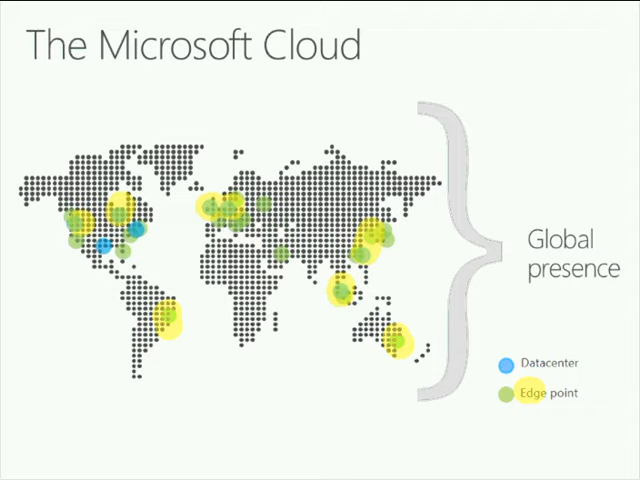 The Microsoft Cloud
Global
presence
Datacenter
Edge point